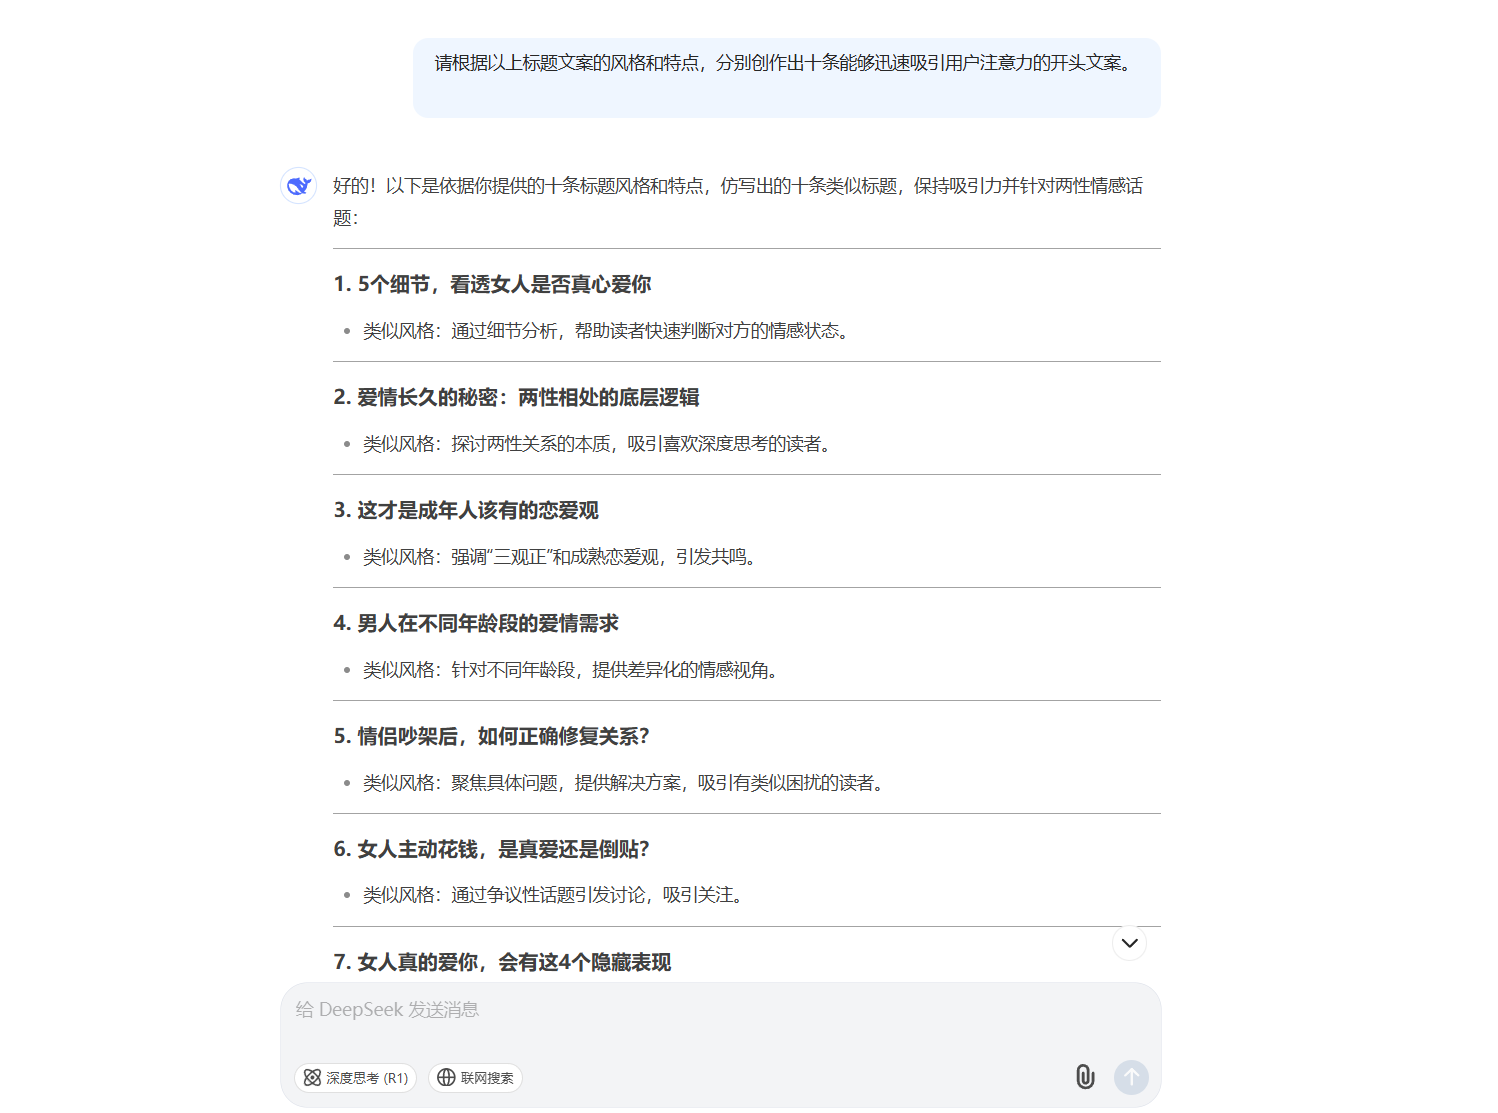 请根据以上标题文案的风格和特点，分别创作出十条能够迅速吸引用户注意力的开头文案。
好的！以下是依据你提供的十条标题风格和特点，仿写出的十条类似标题，保持吸引力并针对两性情感话
题：
1. 5个细节，看透女人是否真心爱你
类似风格：通过细节分析，帮助读者快速判断对方的情感状态。
2. 爱情长久的秘密：两性相处的底层逻辑
类似风格：探讨两性关系的本质，吸引喜欢深度思考的读者。
3. 这才是成年人该有的恋爱观
类似风格：强调“三观正”和成熟恋爱观，引发共鸣。
4. 男人在不同年龄段的爱情需求
类似风格：针对不同年龄段，提供差异化的情感视角。
5. 情侣吵架后，如何正确修复关系？
类似风格：聚焦具体问题，提供解决方案，吸引有类似困扰的读者。
6. 女人主动花钱，是真爱还是倒贴？
类似风格：通过争议性话题引发讨论，吸引关注。
7. 女人真的爱你，会有这4个隐藏表现
给 DeepSeek 发送消息
深度思考 (R1)
联网搜索